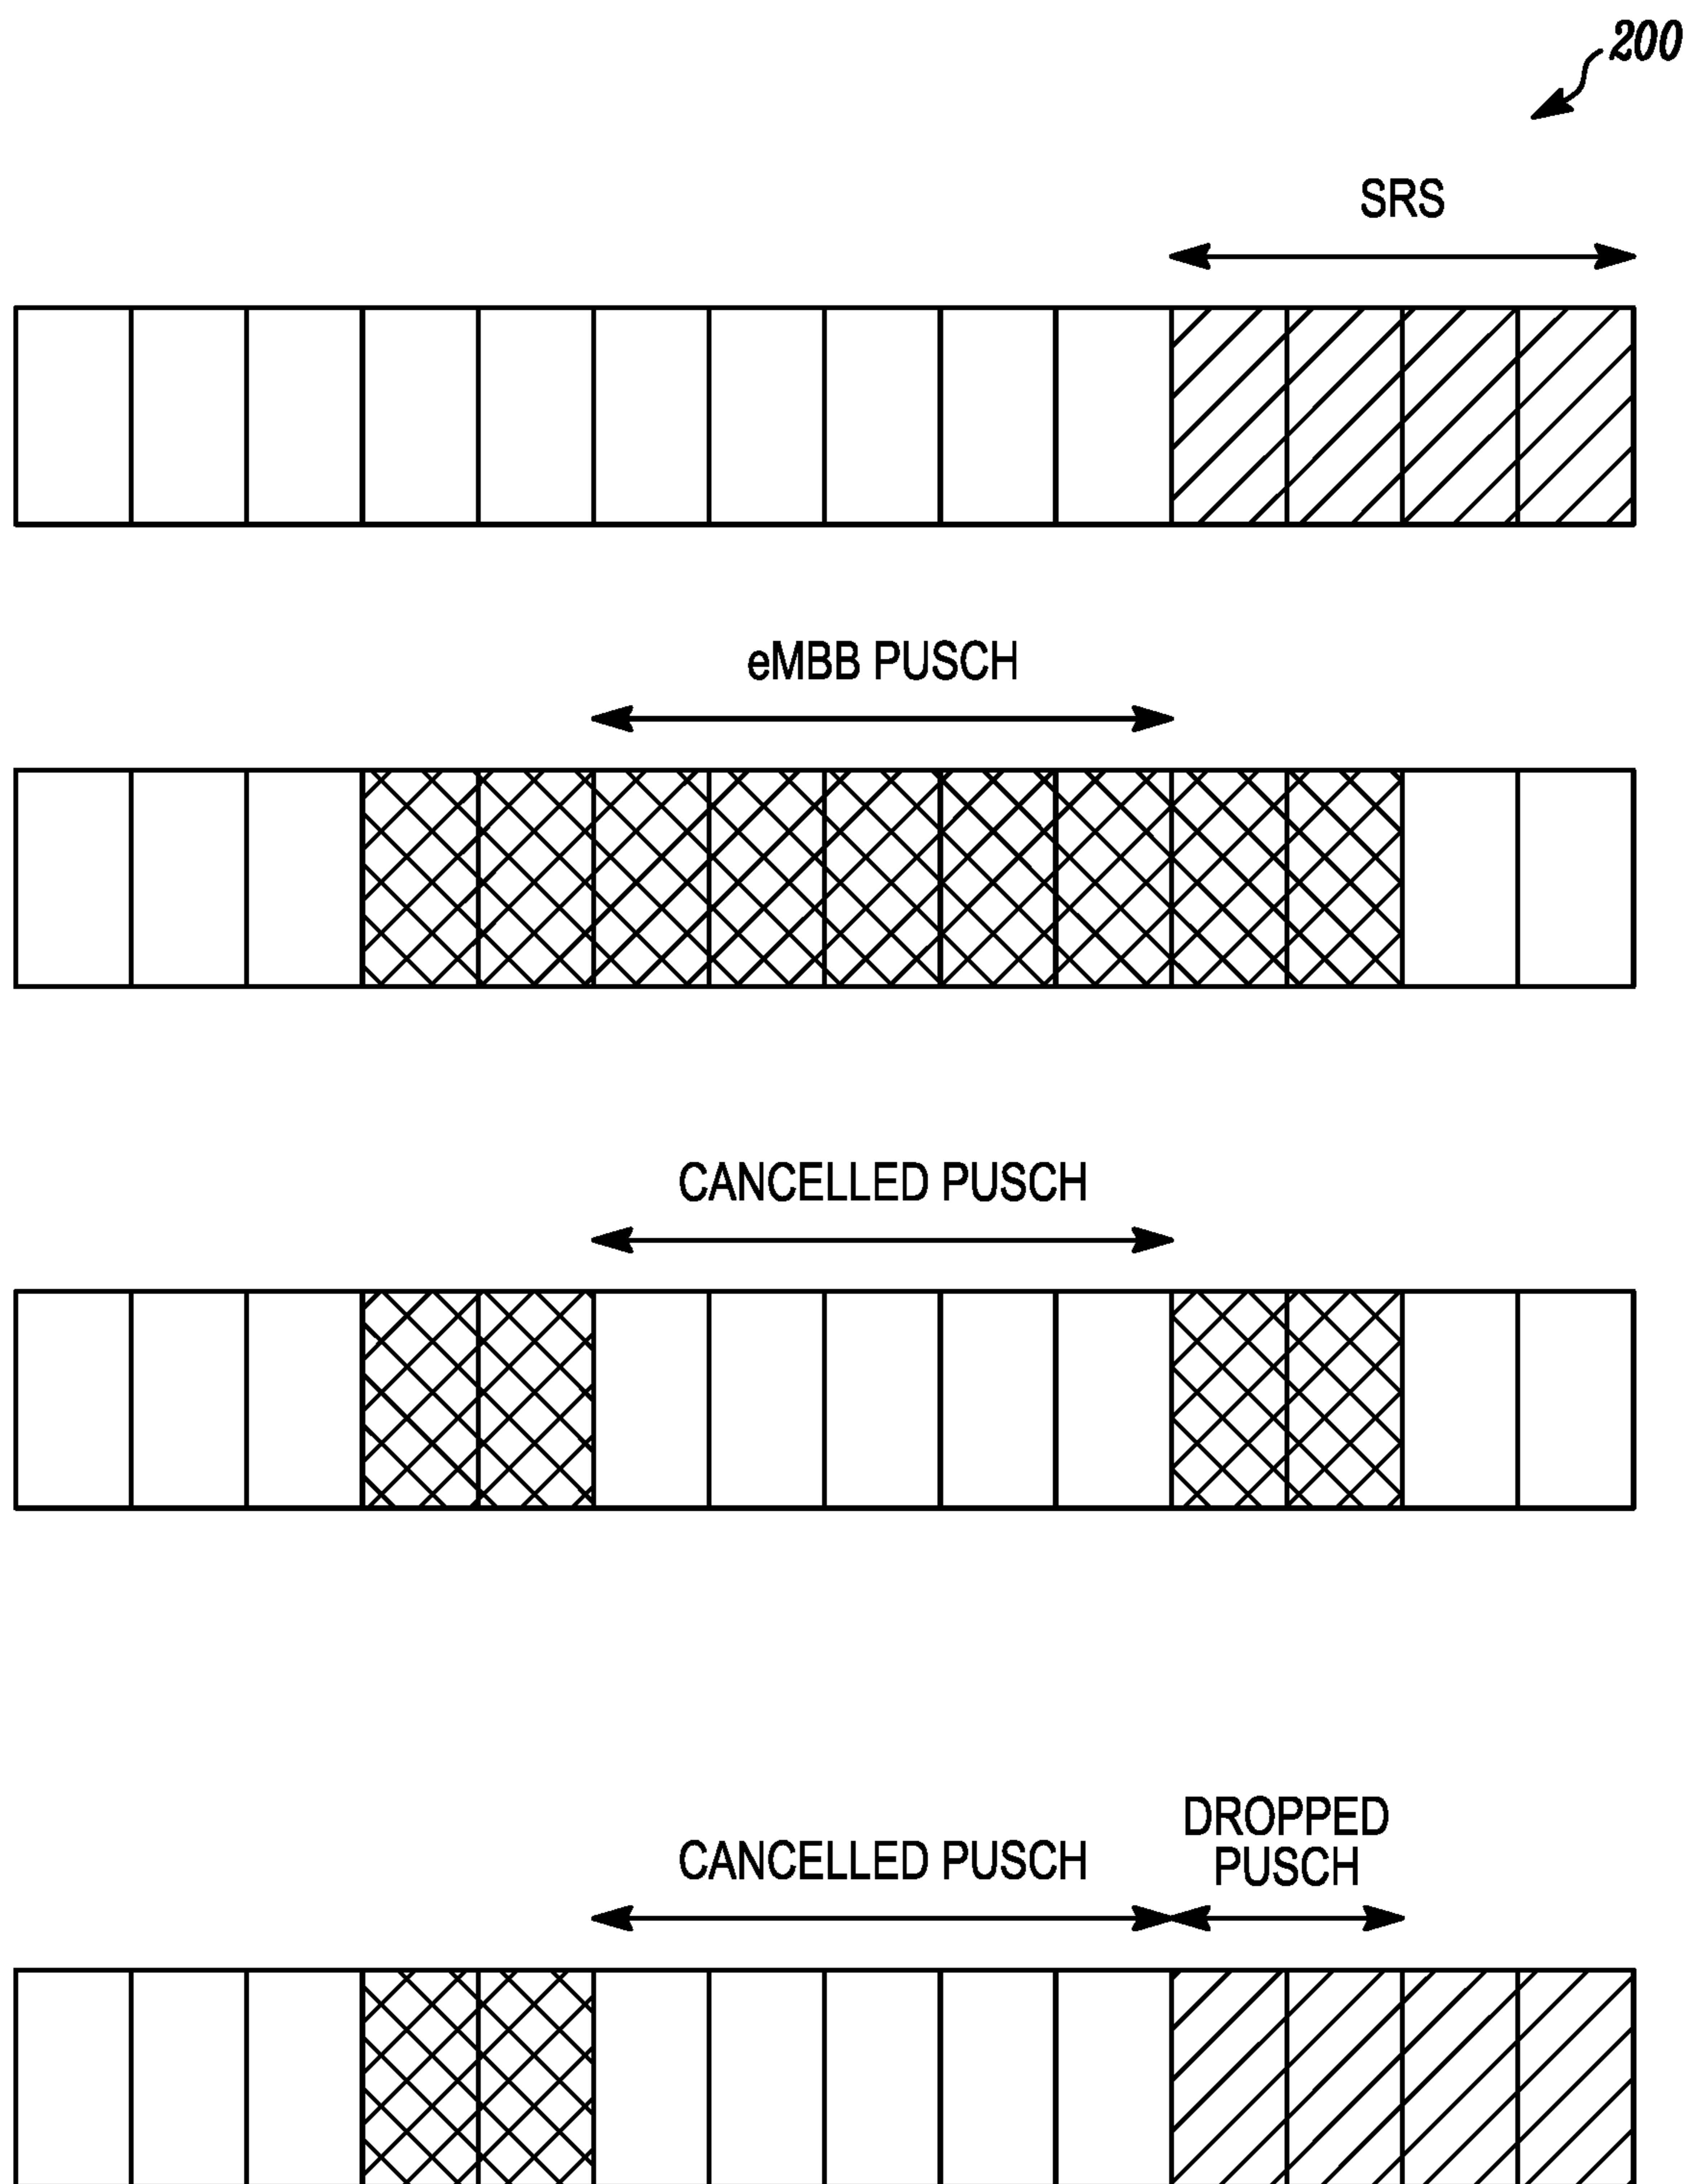 200
SRS
eMBB PUSCH
CANCELLED PUSCH
CANCELLED PUSCH
DROPPED
PUSCH